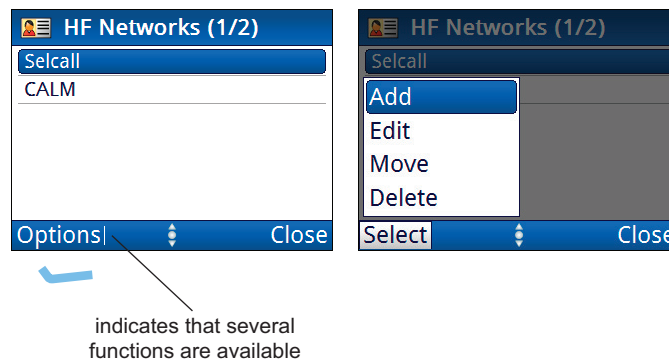 HF Networks (1/2)
Selcall
CALM
Options
Close
indicates that several
functions are available
HF Networks (1/2)
Selcall
Add
Edit
Move
Delete
Select
Close